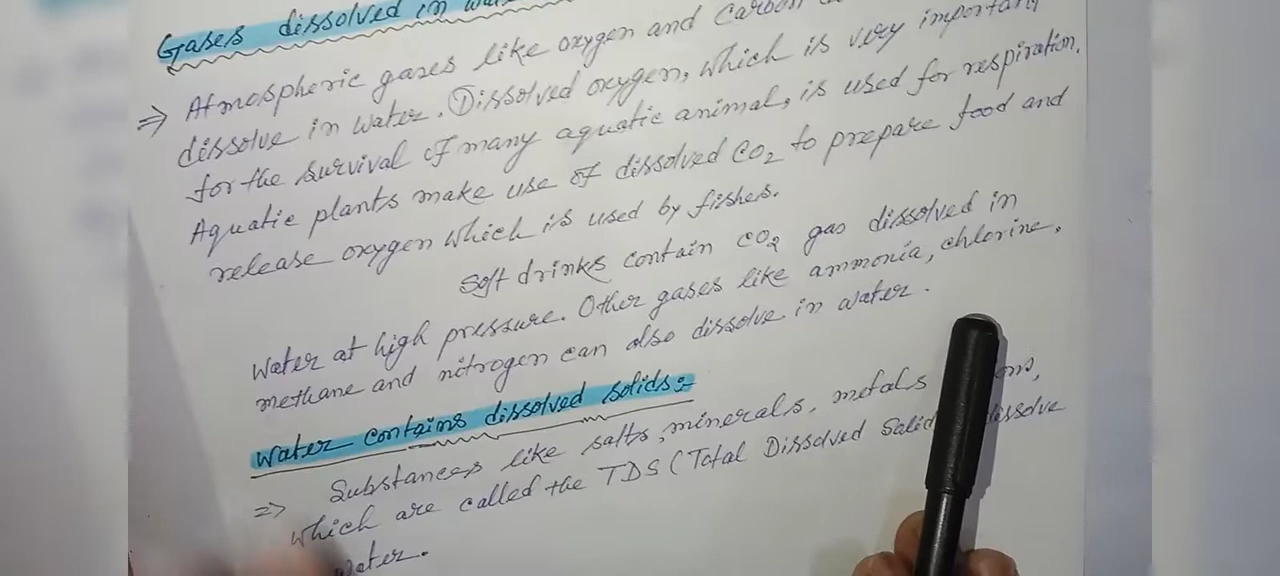 Gases dissolved in
⇒ Atmospheric gases like oxygen and Carbon
dissolve in water. Dissolved oxygen, which is very important
for the survival of many aquatic animal, is used for respiration.
Aquatic plants make use of dissolved CO2 to prepare food and
release oxygen which is used by fishes.
Soft drinks contain CO2 gas dissolved in
water at high pressure. Other gases like ammonia, chlorine,
methane and nitrogen can also dissolve in water.
Water contains dissolved solids:-
⇒ Substances like salts, minerals, metals
which are called the TDS (Total Dissolved Solid dissolve
water.